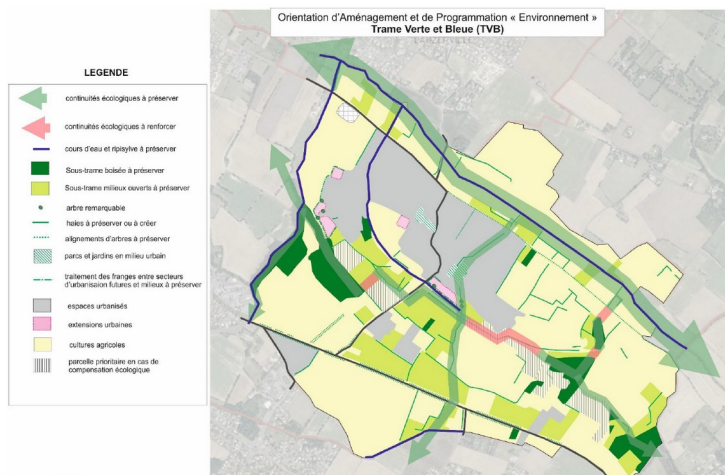 Orientation d'Aménagement et de Programmation « Environnement »
Trame Verte et Bleue (TVB)
LEGENDE
continuités écologiques à préserver
continuités écologiques à renforcer
cours d'eau et ripisylve à préserver
Sous-trame boisée à préserver
Sous-trame milieux ouverts à préserver
arbre remarquable
haies à préserver ou à créer
alignements d'arbres à préserver
parcs et jardins en milieu urbain
traitement des franges entre secteurs
d'urbanisation futures et milieux à préserver
espaces urbanisés
extensions urbaines
cultures agricoles
parcelle prioritaire en cas de
compensation écologique